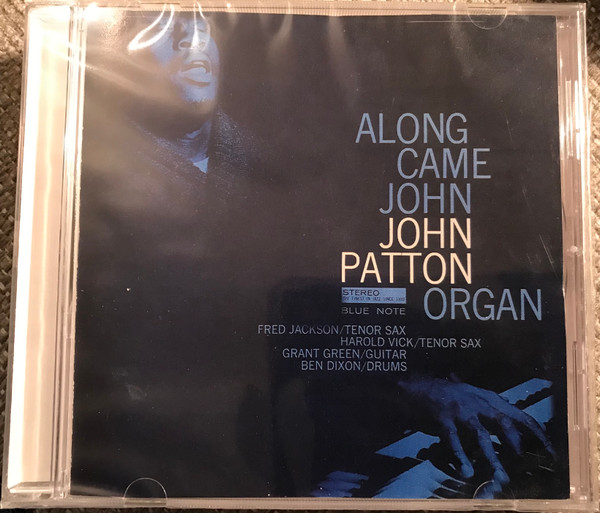 ALONG
CAME
JOHN
JOHN
PATTON
ORGAN
STEREO
BLUE NOTE
FRED JACKSON/TENOR SAX
HAROLD VICK/TENOR SAX
GRANT GREEN/GUITAR
BEN DIXON/DRUMS